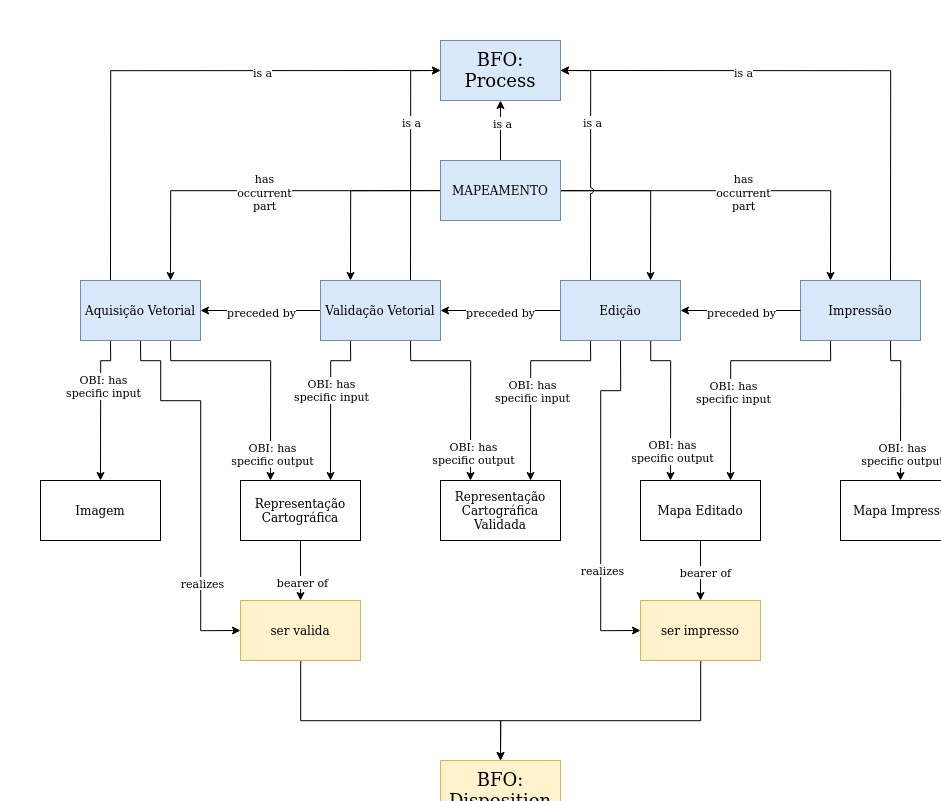 BFO:
Process
is a
is a
is a
is a
is a
MAPEAMENTO
has
occurrent
part
has
occurrent
part
Aquisição Vetorial
preceded by
Validação Vetorial
preceded by
Edição
preceded by
Impressão
OBI: has
specific input
OBI: has
specific input
OBI: has
specific input
OBI: has
specific input
OBI: has
specific output
OBI: has
specific output
OBI: has
specific output
OBI: has
specific output
Imagem
Representação
Cartográfica
Representação
Cartográfica
Validada
Mapa Editado
Mapa Impress
realizes
bearer of
realizes
bearer of
ser valida
ser impresso
BFO:
Disposition